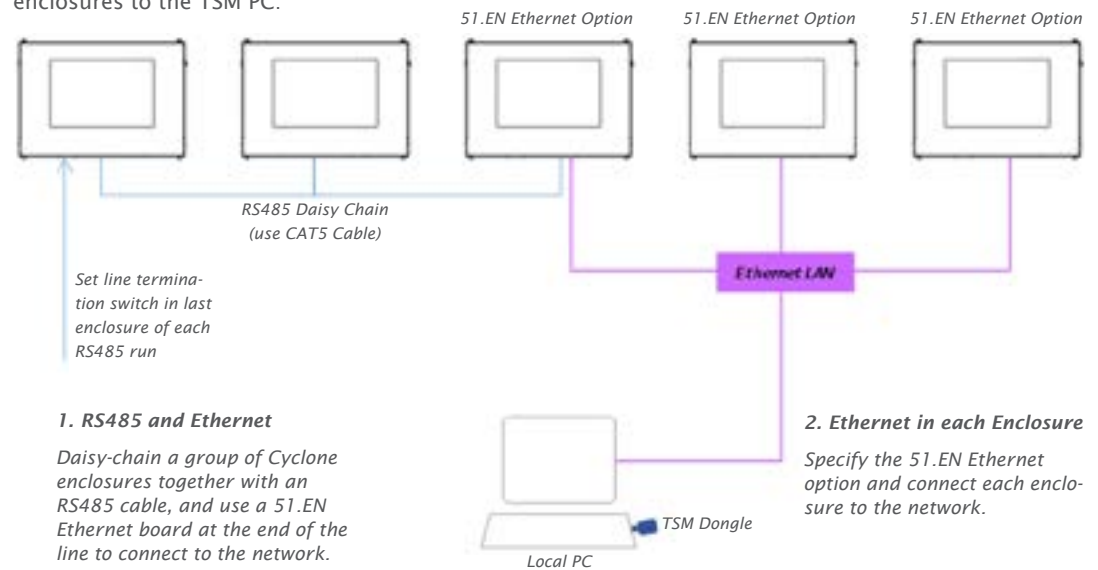 enclosures to the TSM PC.
51.EN Ethernet Option
51.EN Ethernet Option
51.EN Ethernet Option
RS485 Daisy Chain
(use CAT5 Cable)
Ethernet LAN
Set line termina-
tion switch in last
enclosure of each
RS485 run
1. RS485 and Ethernet
Daisy-chain a group of Cyclone
enclosures together with an
RS485 cable, and use a 51.EN
Ethernet board at the end of the
line to connect to the network.
2. Ethernet in each Enclosure
Specify the 51.EN Ethernet
option and connect each enclo-
sure to the network.
TSM Dongle
Local PC